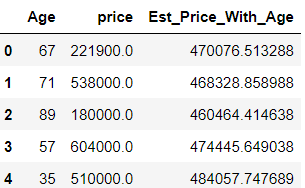 Age price Est_Price_With_Age
0 67 221900.0 470076.513288
1 71 538000.0 468328.858988
2 89 180000.0 460464.414638
3 57 604000.0 474445.649038
4 35 510000.0 484057.747689